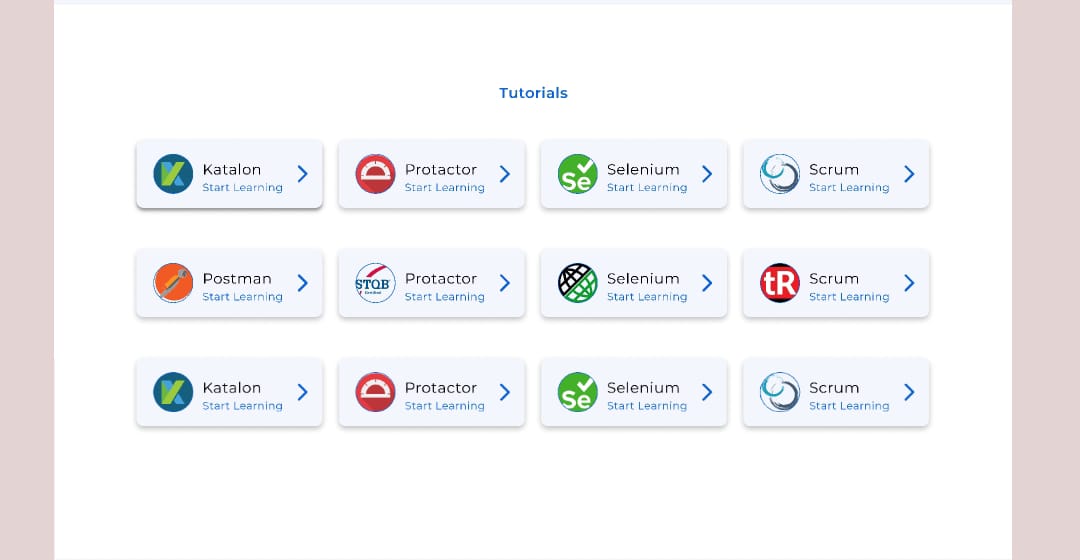 Tutorials
Katalon
Start Learning
Protactor
Start Learning
Se
Selenium
Start Learning
Scrum
Start Learning
Postman
Start Learning
STQB
Certified
Protactor
Start Learning
Selenium
Start Learning
tR
Scrum
Start Learning
Katalon
Start Learning
Protactor
Start Learning
Se
Selenium
Start Learning
Scrum
Start Learning